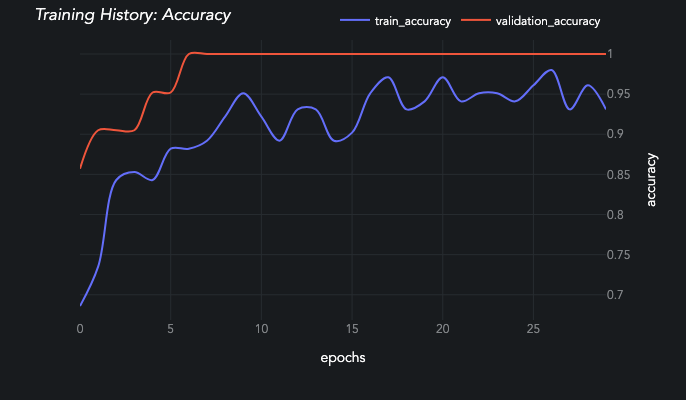 Training History: Accuracy
train_accuracy validation_accuracy
1
0.95
0.9
0.85
0.8
0.75
0.7
accuracy
0 5 10 15 20 25
epochs